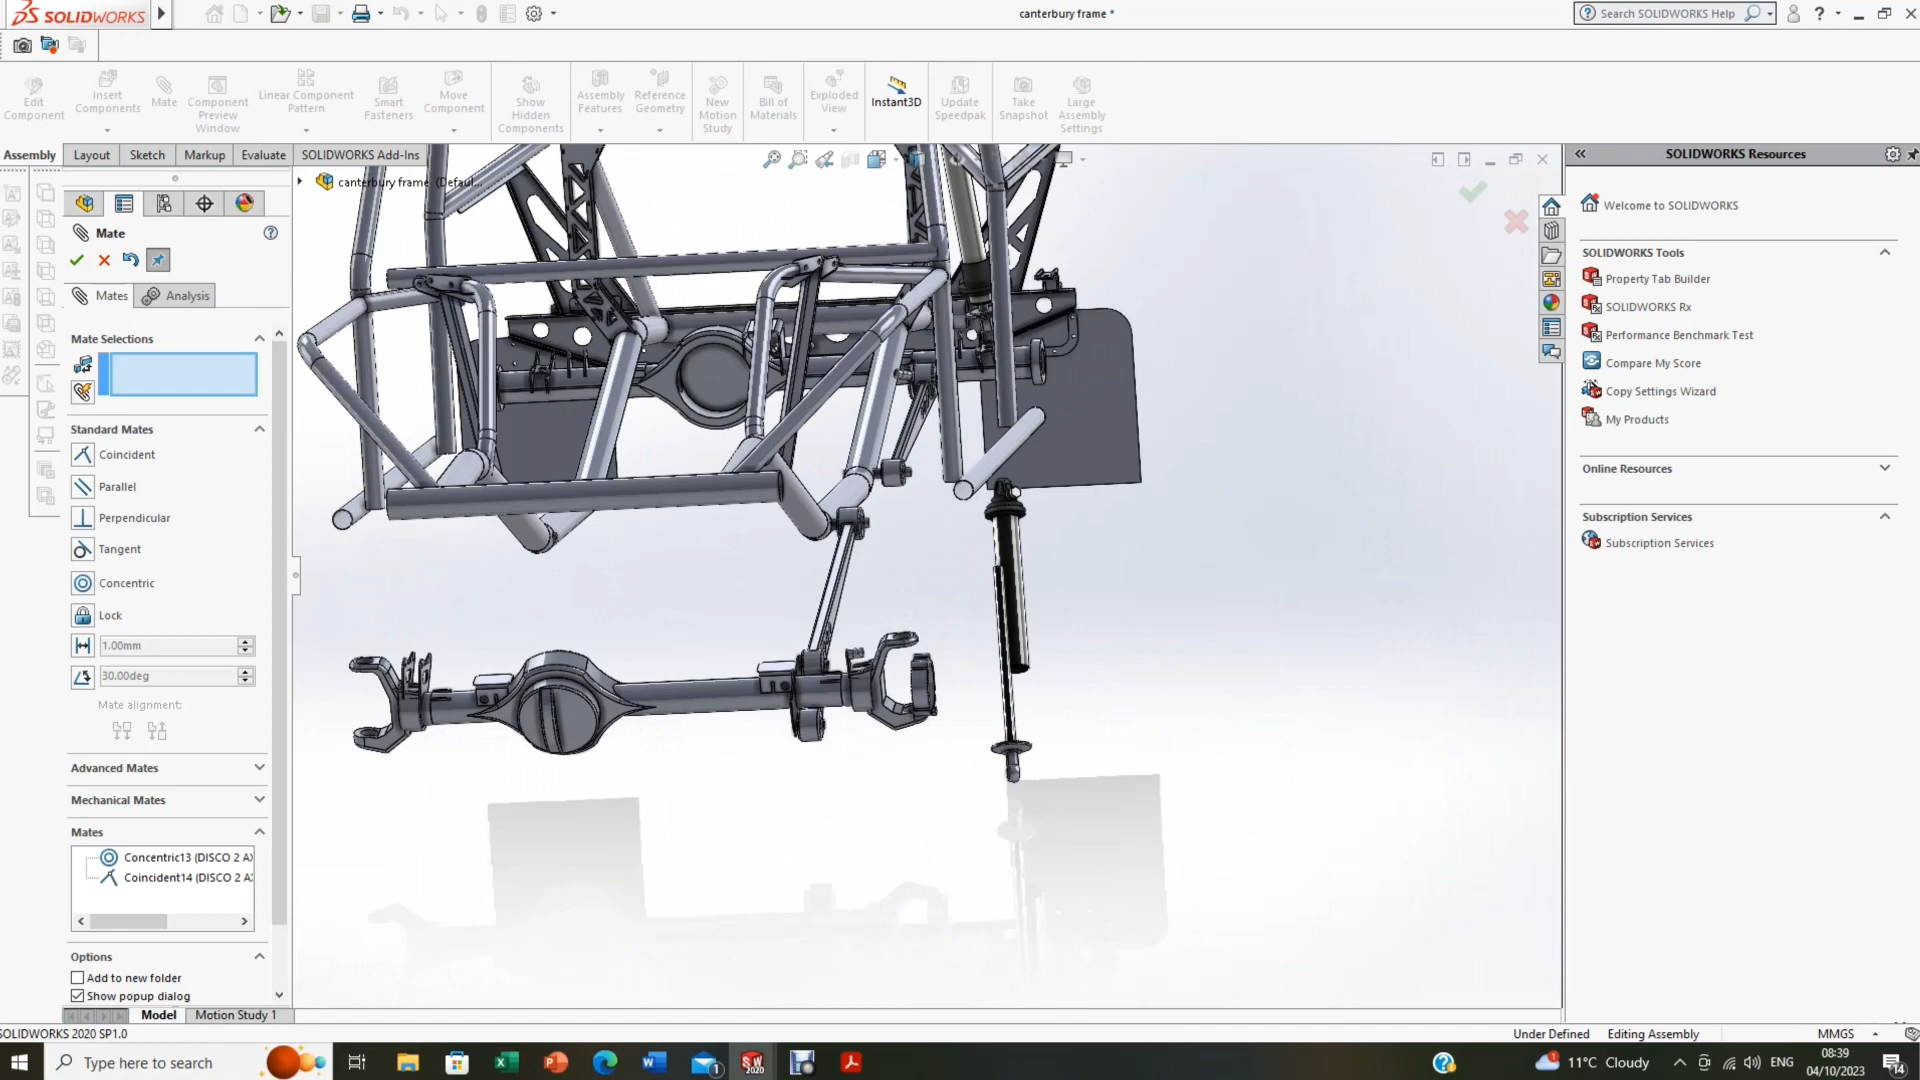 SOLIDWORKS
canterbury frame *
Search SOLIDWORKS Help
Edit Component
Insert Components
Mate
Component Preview Window
Linear Component Pattern
Smart Fasteners
Move Component
Show Hidden Components
Assembly Features
Reference Geometry
New Motion Study
Bill of Materials
Exploded View
Instant3D
Update Speedpak
Take Snapshot
Large Assembly Settings
Assembly
Layout
Sketch
Markup
Evaluate
SOLIDWORKS Add-Ins
canterbury frame (Defaul...
Mate
Mates
Analysis
Mate Selections
Standard Mates
Coincident
Parallel
Perpendicular
Tangent
Concentric
Lock
1.00mm
30.00deg
Mate alignment:
Advanced Mates
Mechanical Mates
Mates
Concentric13 (DISCO 2 A
Coincident14 (DISCO 2 A
Options
Add to new folder
Show popup dialog
Model
Motion Study 1
SOLIDWORKS Resources
Welcome to SOLIDWORKS
SOLIDWORKS Tools
Property Tab Builder
SOLIDWORKS Rx
Performance Benchmark Test
Compare My Score
Copy Settings Wizard
My Products
Online Resources
Subscription Services
Subscription Services
SOLIDWORKS 2020 SP1.0
Under Defined
Editing Assembly
MMGS
Type here to search
11°C Cloudy
ENG
08:39
04/10/2023
14